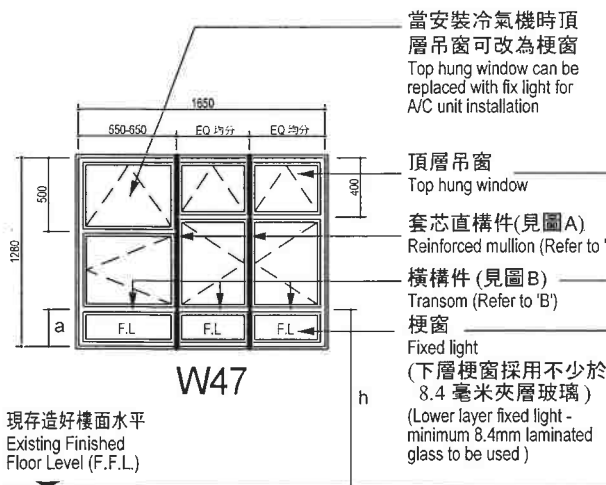 當安裝冷氣機時頂
層吊窗可改為梗窗
Top hung window can be
replaced with fix light for
A/C unit installation
1650
550-650
EQ 均分
EQ 均分
500
400
1280
頂層吊窗
Top hung window
套芯直構件(見圖A)
Reinforced mullion (Refer to '
橫構件 (見圖B)
Transom (Refer to 'B')
a
F.L
F.L
F.L
梗窗
Fixed light
(下層梗窗採用不少於
8.4 毫米夾層玻璃)
(Lower layer fixed light -
minimum 8.4mm laminated
glass to be used )
W47
h
現存造好樓面水平
Existing Finished
Floor Level (F.F.L.)